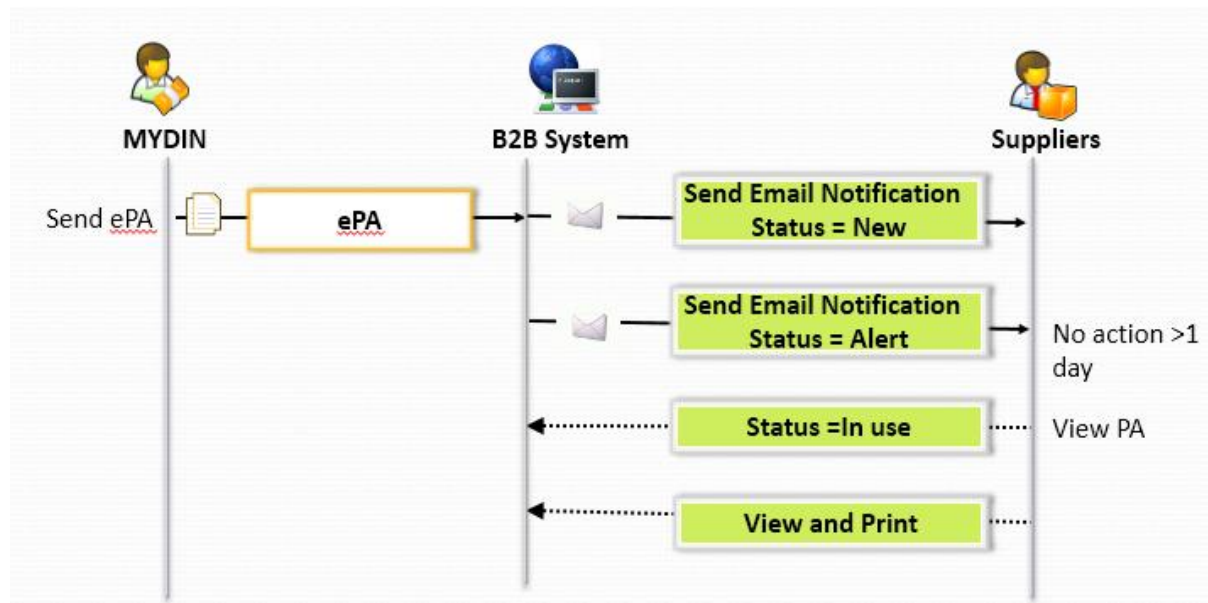 MYDIN
B2B System
Suppliers
Send ePA
ePA
Send Email Notification
Status = New
Send Email Notification
Status = Alert
No action >1
day
Status =In use
View PA
View and Print